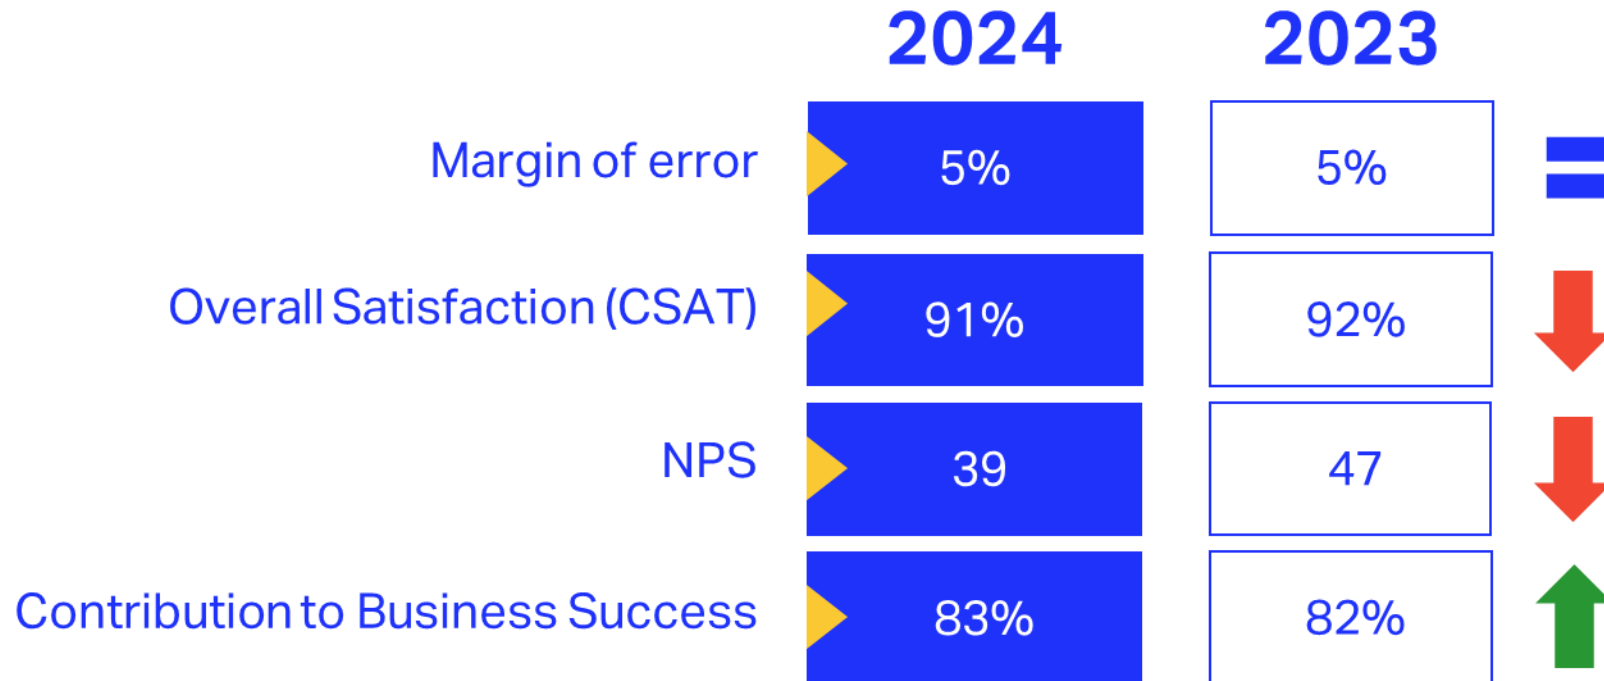 2024 2023
Margin of error 5% 5%
Overall Satisfaction (CSAT) 91% 92%
NPS 39 47
Contribution to Business Success 83% 82%